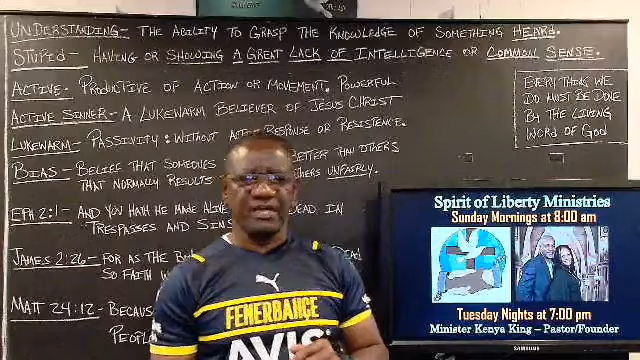 UNDERSTANDING- THE ABILITY TO GRASP THE KNOWLEDGE OF SOMETHING HEARD.
STUPID- HAVING OR SHOWING A GREAT LACK OF INTELLIGENCE OR COMMON SENSE.
ACTIVE- PRODUCTIVE OF ACTION OR MOVEMENT. POWERFUL
ACTIVE SINNER- A LUKEWARM BELIEVER OF JESUS CHRIST
LUKEWARM- PASSIVITY: WITHOUT RESPONSE OR RESISTENCE.
BIAS- BELIEF THAT SOMEONE BETTER THAN OTHERS
THAT NORMALLY RESULTS UNFAIRLY.
EPH 2:1- AND YOU HATH HE MADE ALIVE DEAD IN
TRESPASSES AND SINS
JAMES 2:26- FOR AS THE DEAD
SO FAITH
MATT 24:12- BECAUSE
PEOPLE
EVERYTHING WE
DO MUST BE DONE
BY THE LIVING
WORD OF GOD
Spirit of Liberty Ministries
Sunday Mornings at 8:00 am
Tuesday Nights at 7:00 pm
Minister Kenya King – Pastor/Founder
SAMSUNG
FENERBAHÇE
AVIS